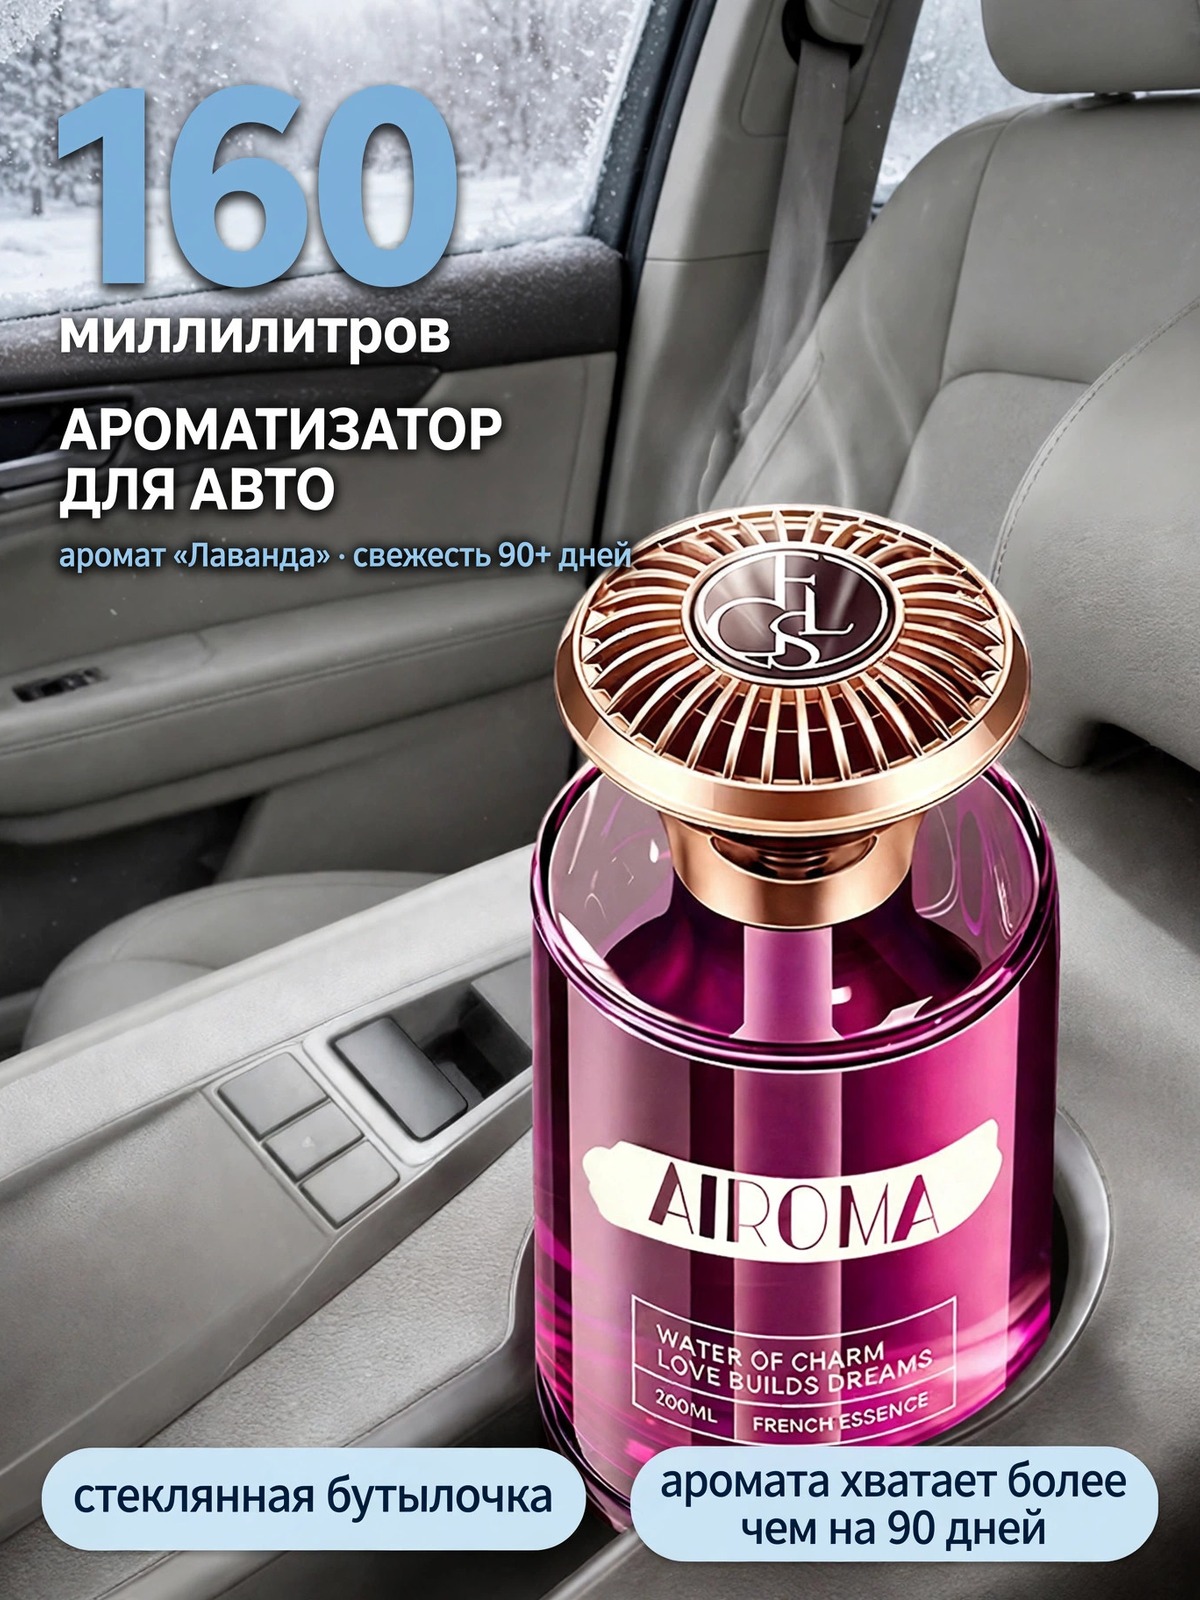 160
миллилитров
АРОМАТИЗАТОР
ДЛЯ АВТО
аромат «Лаванда» · свежесть 90+ дней
AIROMA
WATER OF CHARM
LOVE BUILDS DREAMS
200ML FRENCH ESSENCE
стеклянная бутылочка
аромата хватает более
чем на 90 дней